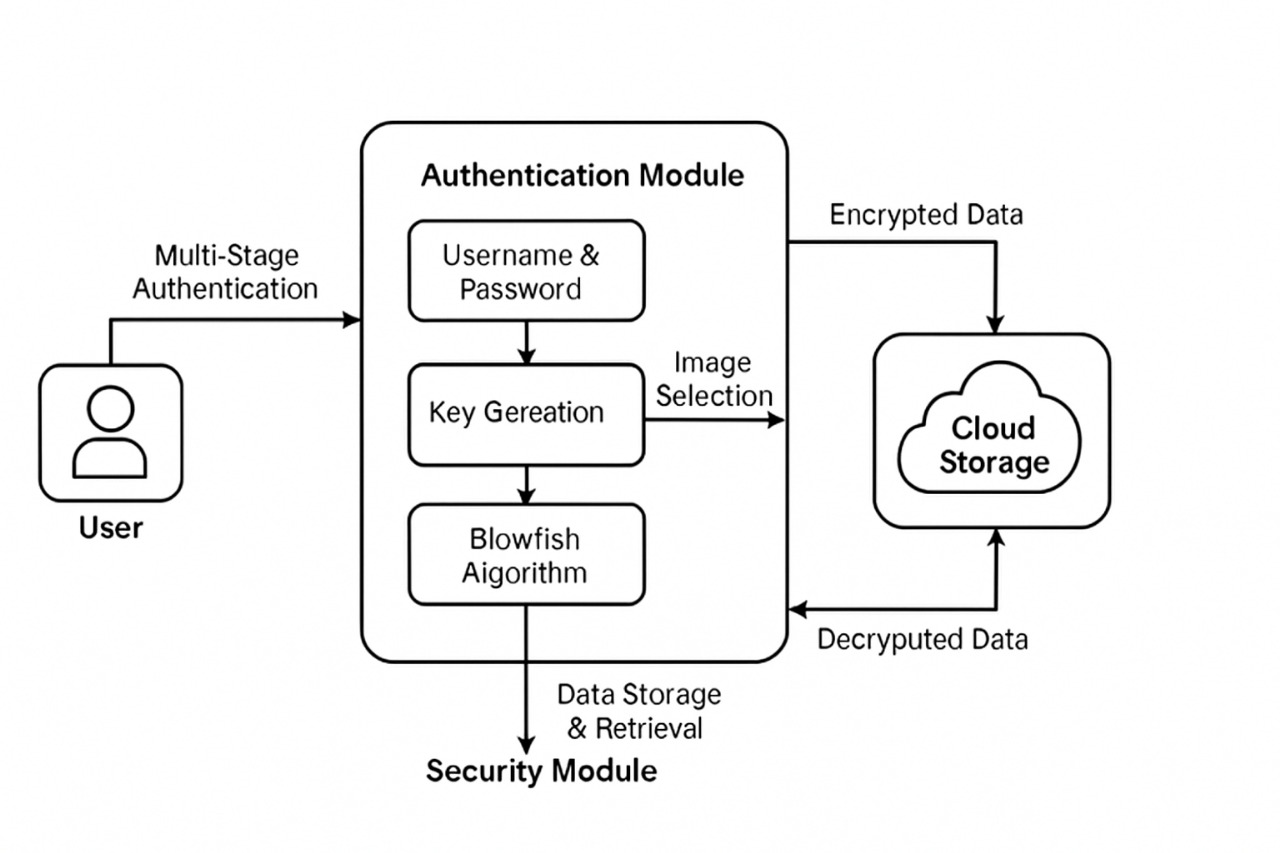 Authentication Module
Multi-Stage
Authentication
User
Username &
Password
Key Gereation
Image
Selection
Blowfish
Aigorithm
Data Storage
& Retrieval
Security Module
Encrypted Data
Cloud
Storage
Decryputed Data